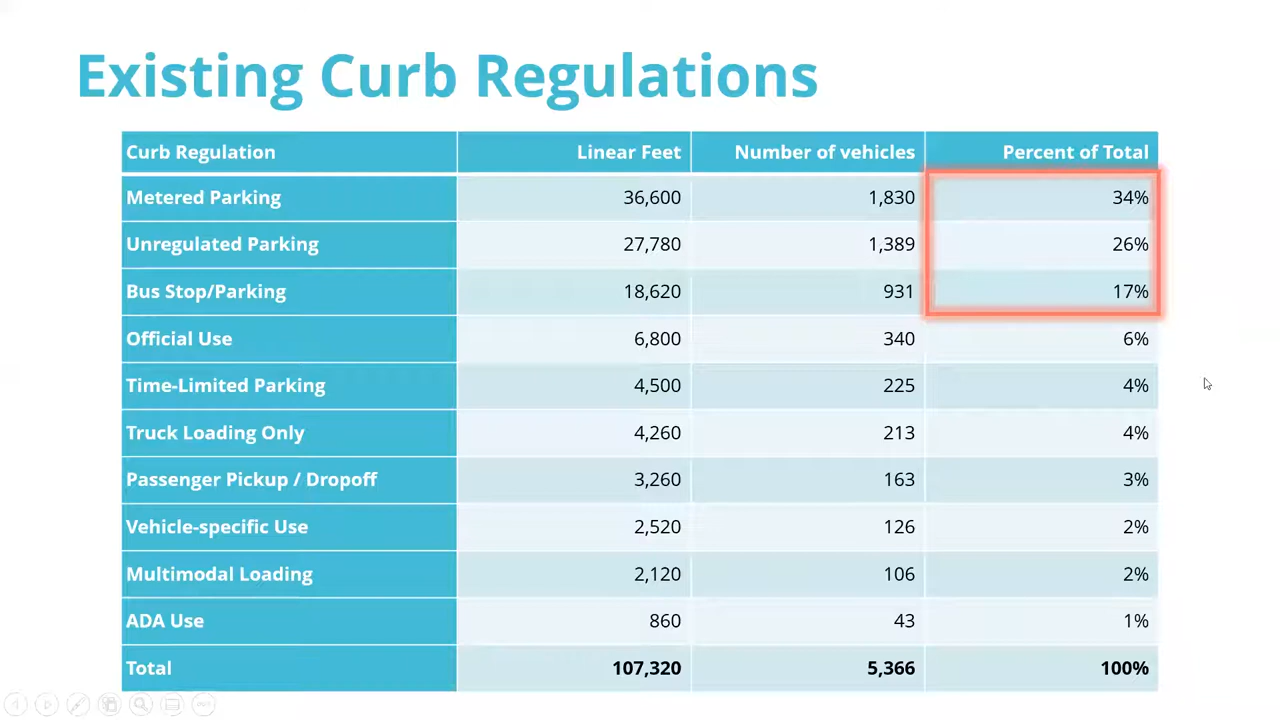 Existing Curb Regulations
Curb Regulation Linear Feet Number of vehicles Percent of Total
Metered Parking 36,600 1,830 34%
Unregulated Parking 27,780 1,389 26%
Bus Stop/Parking 18,620 931 17%
Official Use 6,800 340 6%
Time-Limited Parking 4,500 225 4%
Truck Loading Only 4,260 213 4%
Passenger Pickup / Dropoff 3,260 163 3%
Vehicle-specific Use 2,520 126 2%
Multimodal Loading 2,120 106 2%
ADA Use 860 43 1%
Total 107,320 5,366 100%